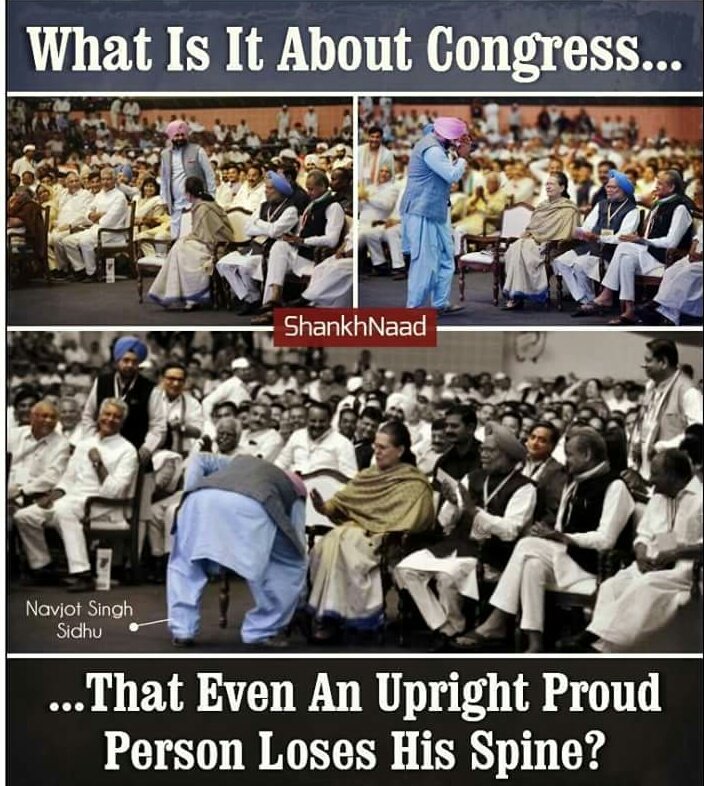 What Is It About Congress...
ShankhNaad
Navjot Singh
Sidhu
...That Even An Upright Proud
Person Loses His Spine?